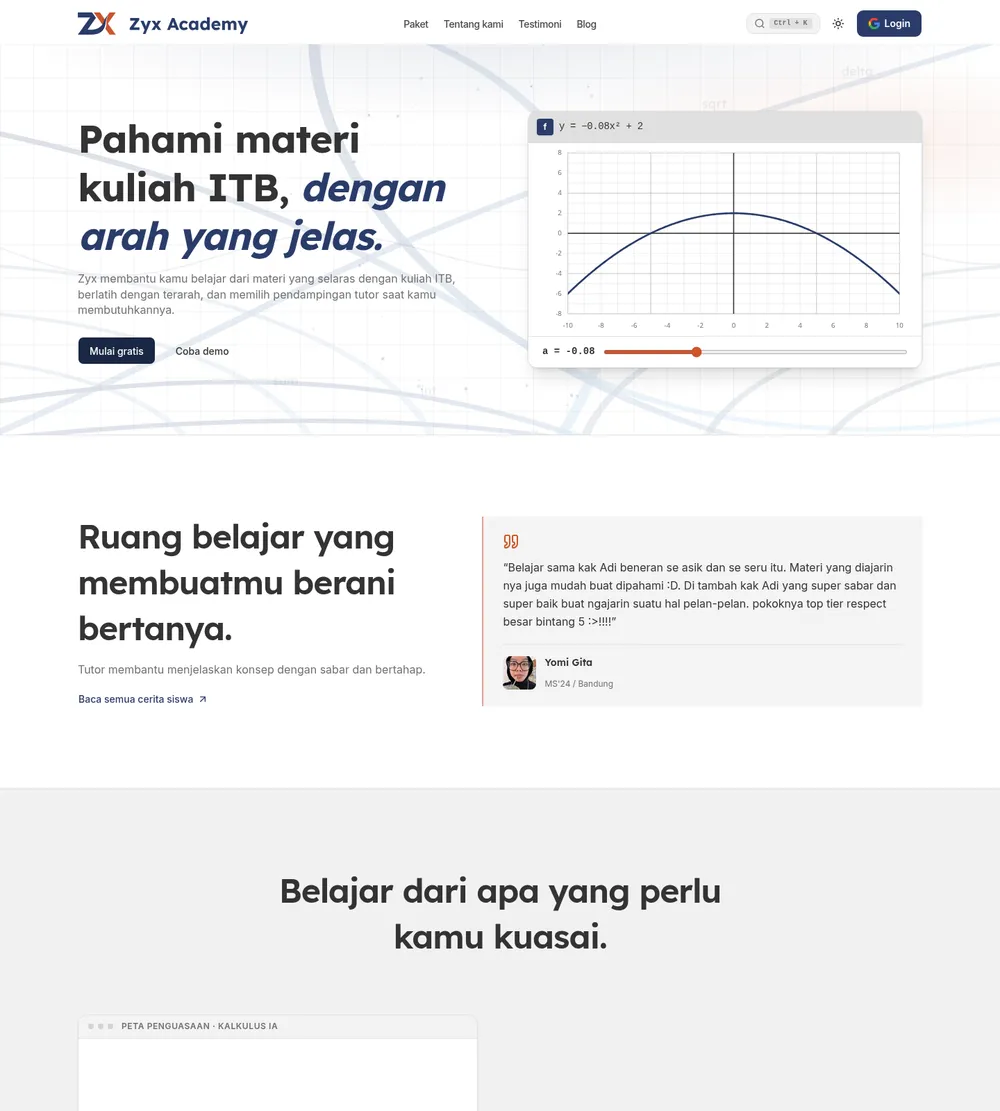 Zyx Academy
Paket
Tentang kami
Testimoni
Blog
Ctrl + K
Login
delta
sqrt
Pahami materi
kuliah ITB, dengan
arah yang jelas.
Zyx membantu kamu belajar dari materi yang selaras dengan kuliah ITB,
berlatih dengan terarah, dan memilih pendampingan tutor saat kamu
membutuhkannya.
Mulai gratis
Coba demo
f y = −0.08x² + 2
8
6
4
2
0
-2
-4
-6
-8
-10 -8 -6 -4 -2 0 2 4 6 8 10
a = -0.08
Ruang belajar yang
membuatmu berani
bertanya.
Tutor membantu menjelaskan konsep dengan sabar dan bertahap.
Baca semua cerita siswa
“Belajar sama kak Adi beneran se asik dan se seru itu. Materi yang diajarin
nya juga mudah buat dipahami :D. Di tambah kak Adi yang super sabar dan
super baik buat ngajarin suatu hal pelan-pelan. pokoknya top tier respect
besar bintang 5 :>!!!!”
Yomi Gita
MS'24 / Bandung
Belajar dari apa yang perlu
kamu kuasai.
PETA PENGUASAAN · KALKULUS IA